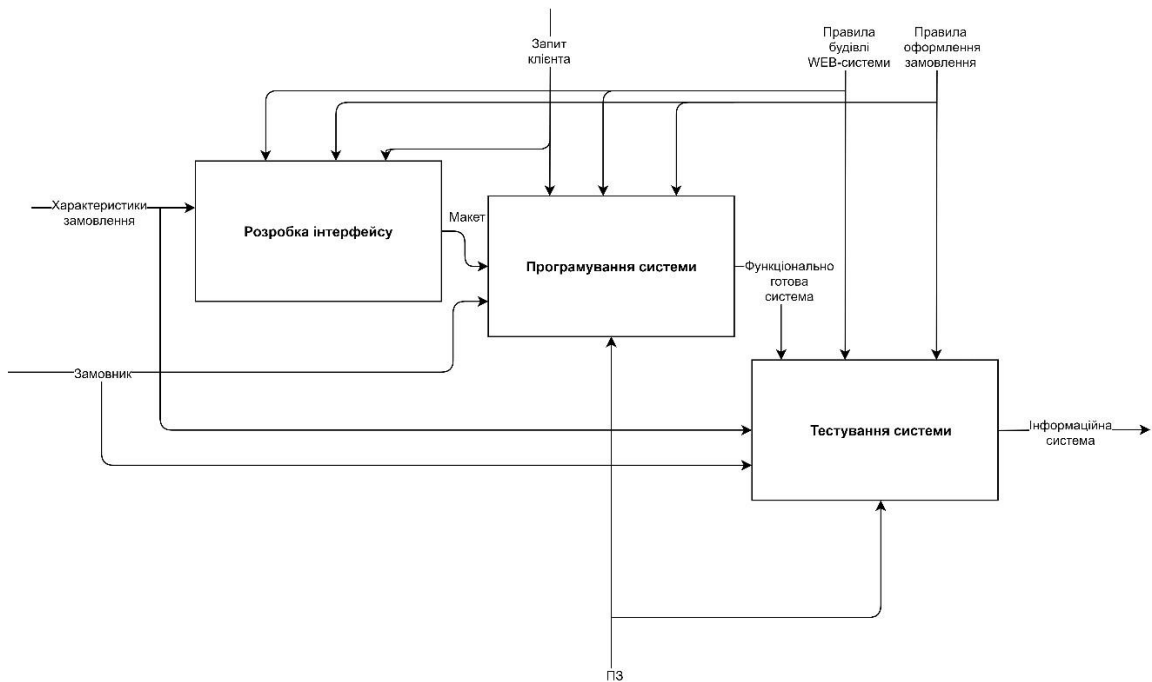 Запит
клієнта
Правила
будівлі
WEB-системи
Правила
оформлення
замовлення
Характеристики
замовлення
Розробка інтерфейсу
Макет
Програмування системи
Функціонально
готова
система
Замовник
Тестування системи
Інформаційна
система
ПЗ